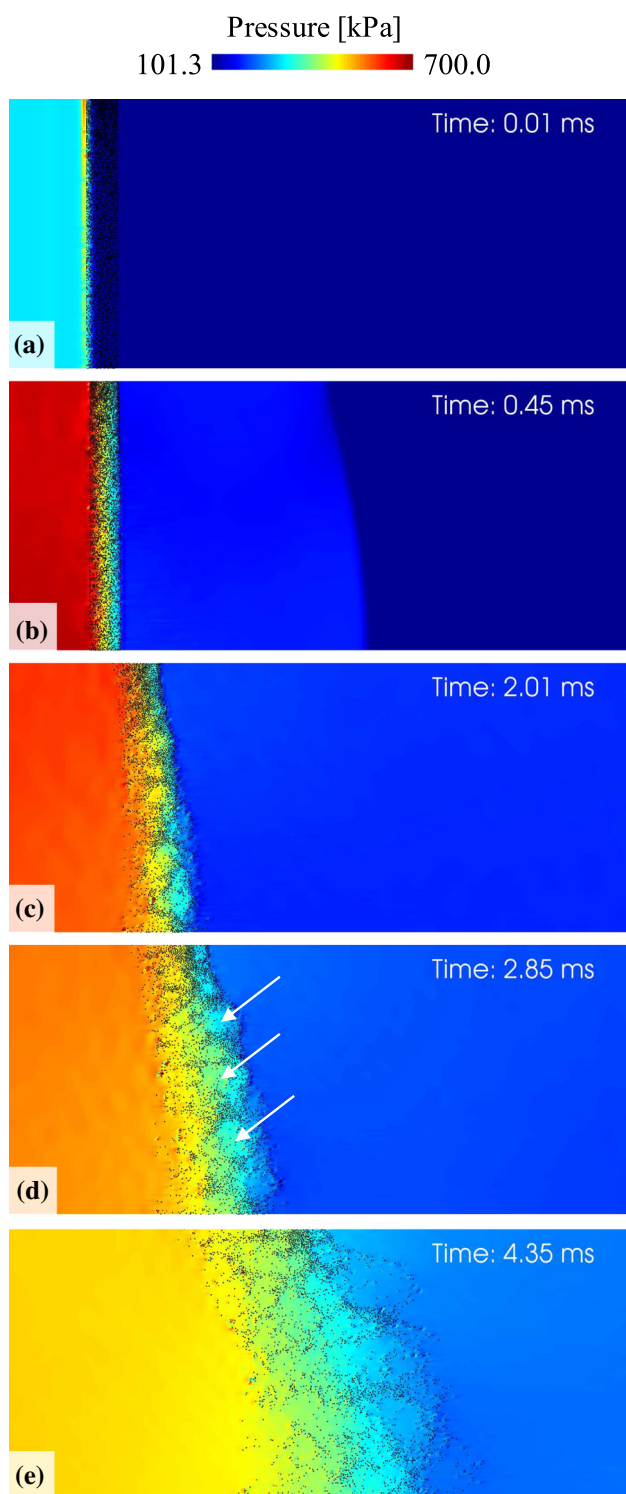 Pressure [kPa]
101.3 700.0
Time: 0.01 ms
(a)
Time: 0.45 ms
(b)
Time: 2.01 ms
(c)
Time: 2.85 ms
(d)
Time: 4.35 ms
(e)